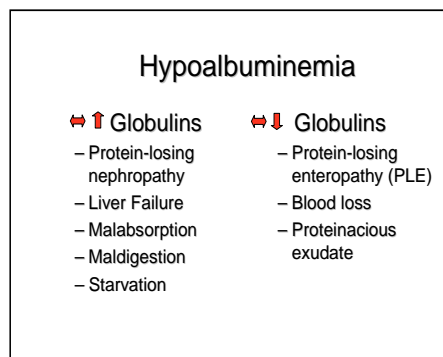 Hypoalbuminemia
⇔⇑ Globulins
– Protein-losing
nephropathy
– Liver Failure
– Malabsorption
– Maldigestion
– Starvation
⇔⇓ Globulins
– Protein-losing
enteropathy (PLE)
– Blood loss
– Proteinacious
exudate